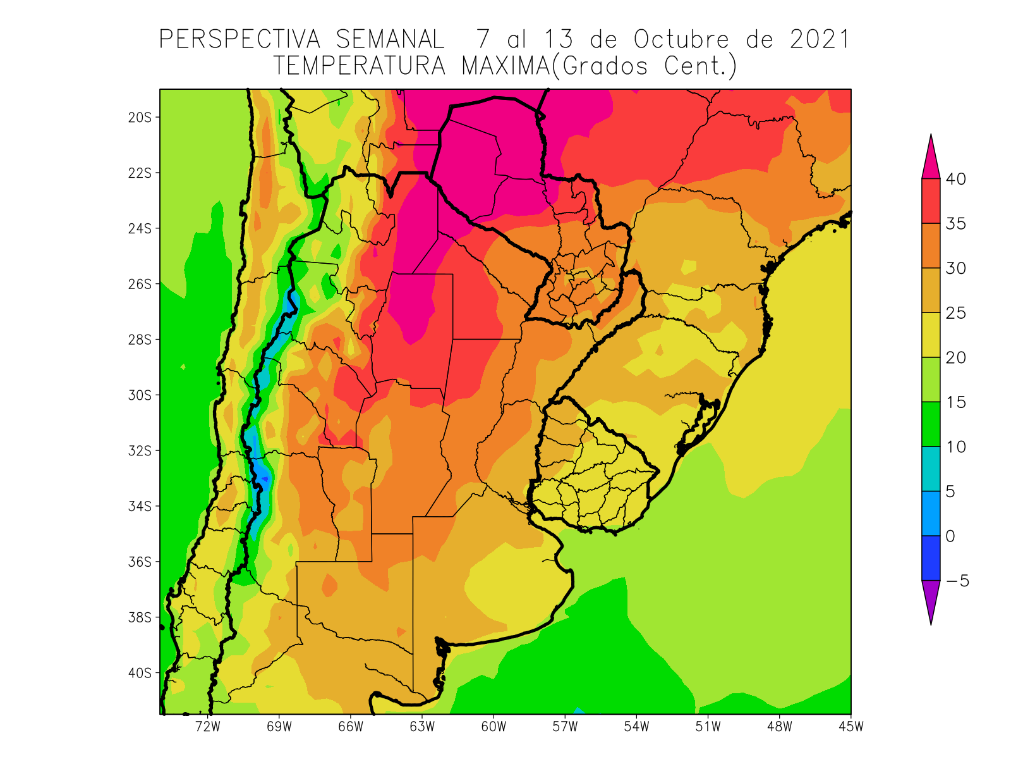 PERSPECTIVA SEMANAL 7 al 13 de Octubre de 2021
TEMPERATURA MAXIMA(Grados Cent.)
20S
22S
24S
26S
28S
30S
32S
34S
36S
38S
40S
72W 69W 66W 63W 60W 57W 54W 51W 48W 45W
40
35
30
25
20
15
10
5
0
−5